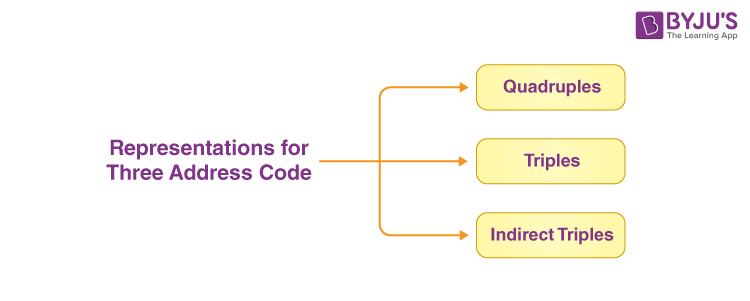 BYJU'S
The Learning App
Quadruples
Representations for
Three Address Code
Triples
Indirect Triples